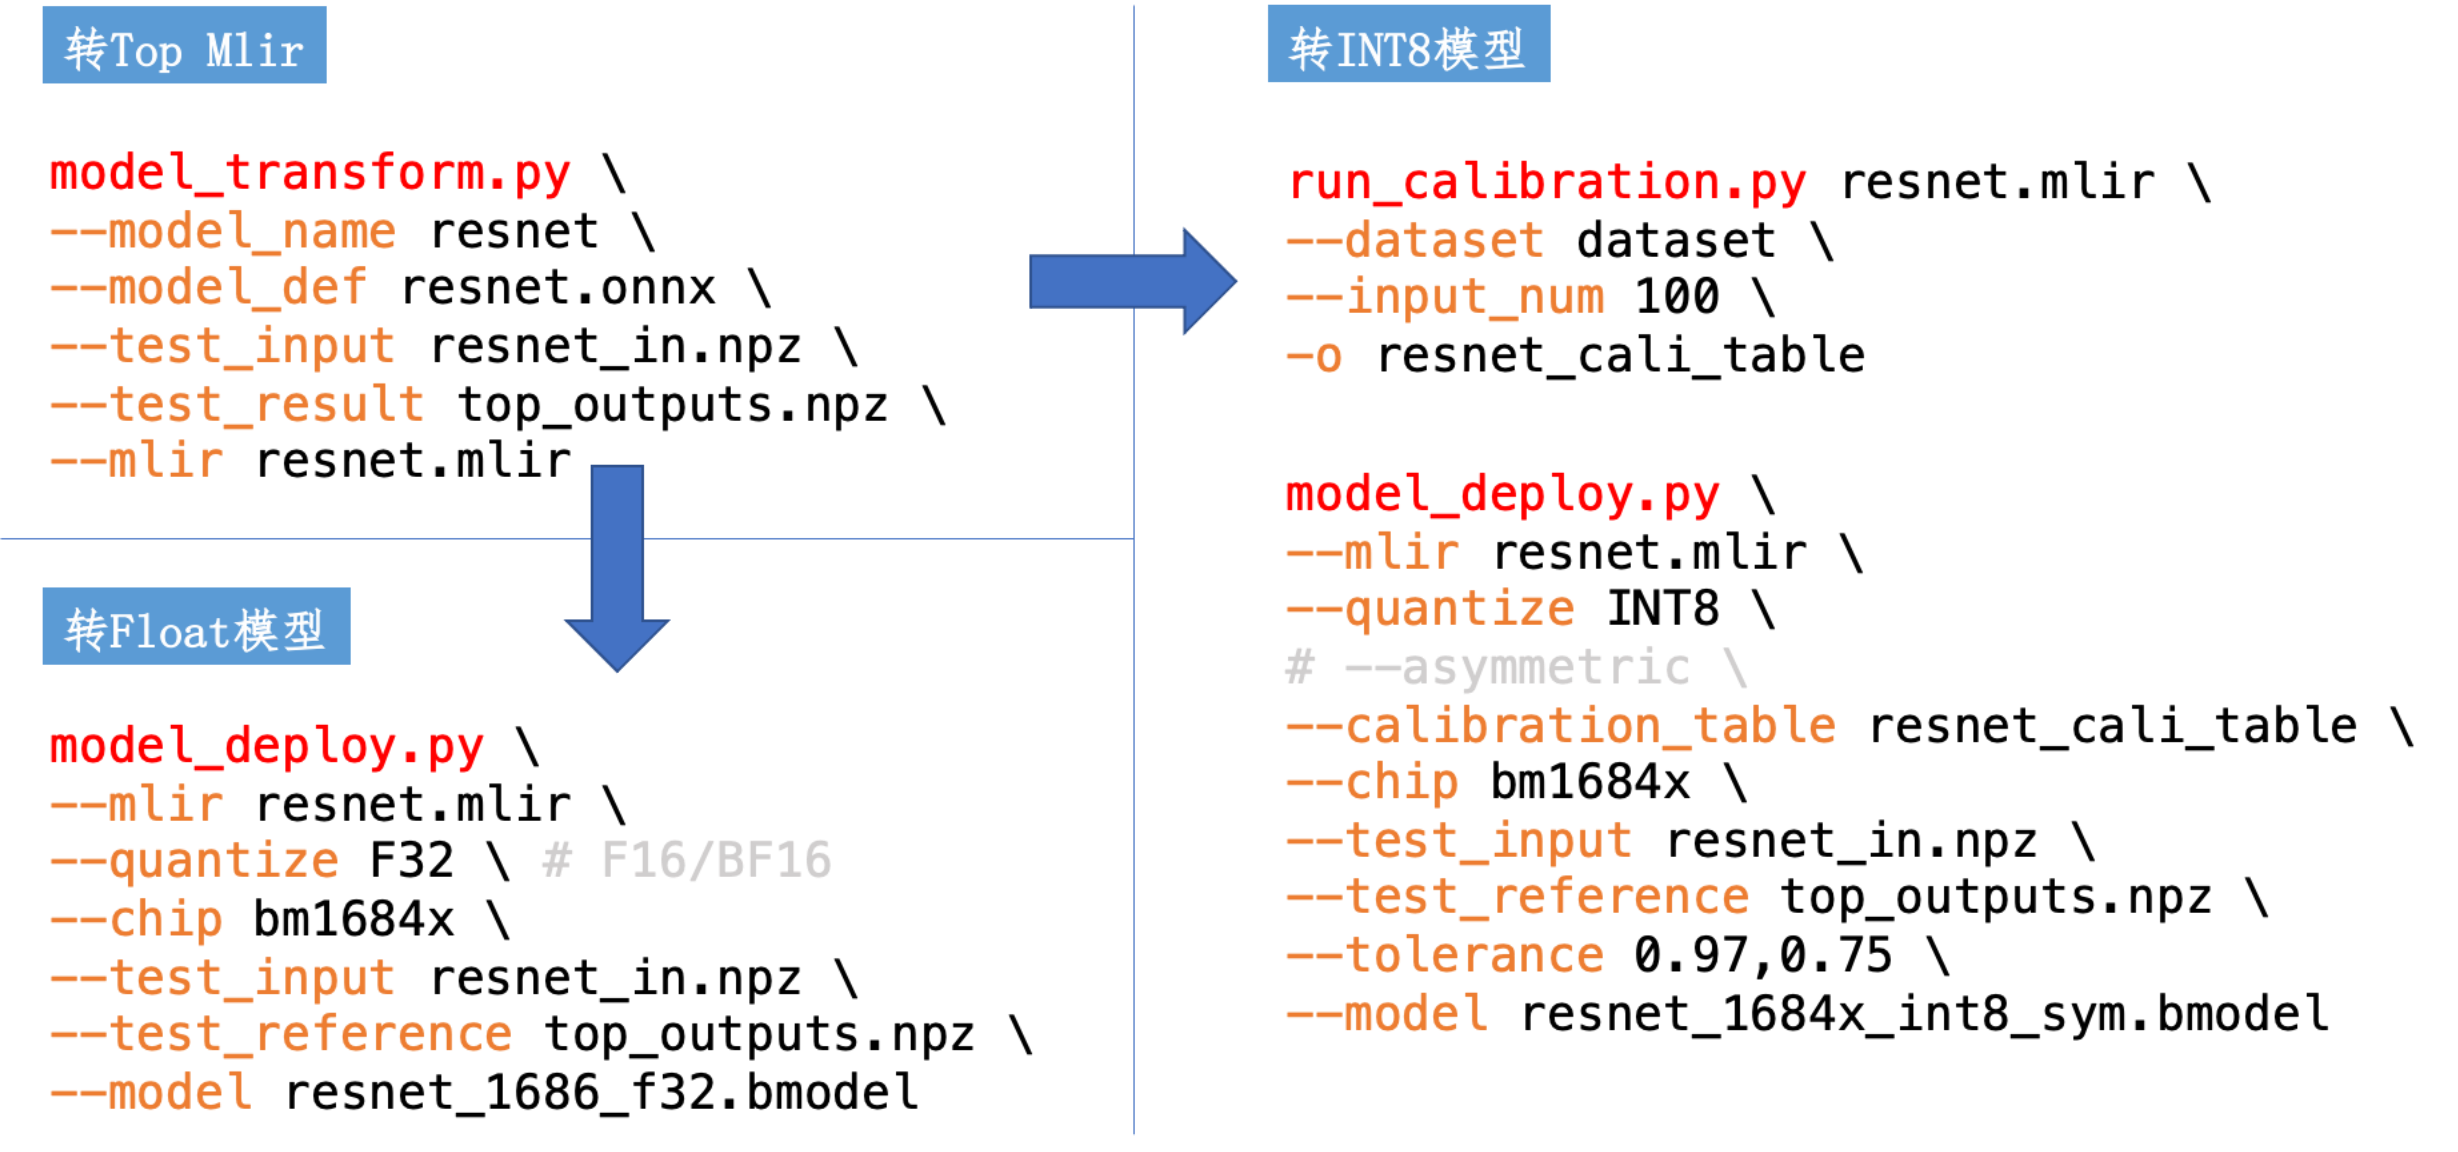 转Top Mlir
model_transform.py \
--model_name resnet \
--model_def resnet.onnx \
--test_input resnet_in.npz \
--test_result top_outputs.npz \
--mlir resnet.mlir
转Float模型
model_deploy.py \
--mlir resnet.mlir \
--quantize F32 \ # F16/BF16
--chip bm1684x \
--test_input resnet_in.npz \
--test_reference top_outputs.npz \
--model resnet_1686_f32.bmodel
转INT8模型
run_calibration.py resnet.mlir \
--dataset dataset \
--input_num 100 \
-o resnet_cali_table
model_deploy.py \
--mlir resnet.mlir \
--quantize INT8 \
# --asymmetric \
--calibration_table resnet_cali_table \
--chip bm1684x \
--test_input resnet_in.npz \
--test_reference top_outputs.npz \
--tolerance 0.97,0.75 \
--model resnet_1684x_int8_sym.bmodel